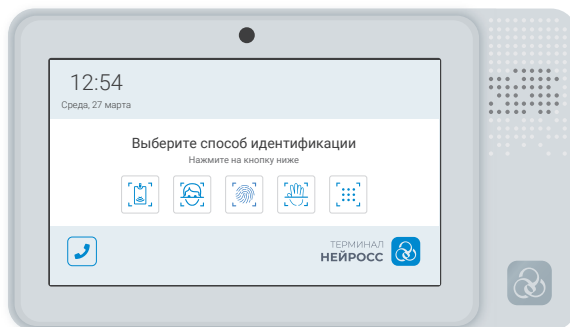 12:54
Среда, 27 марта
Выберите способ идентификации
Нажмите на кнопку ниже
ТЕРМИНАЛ
НЕЙРОСС